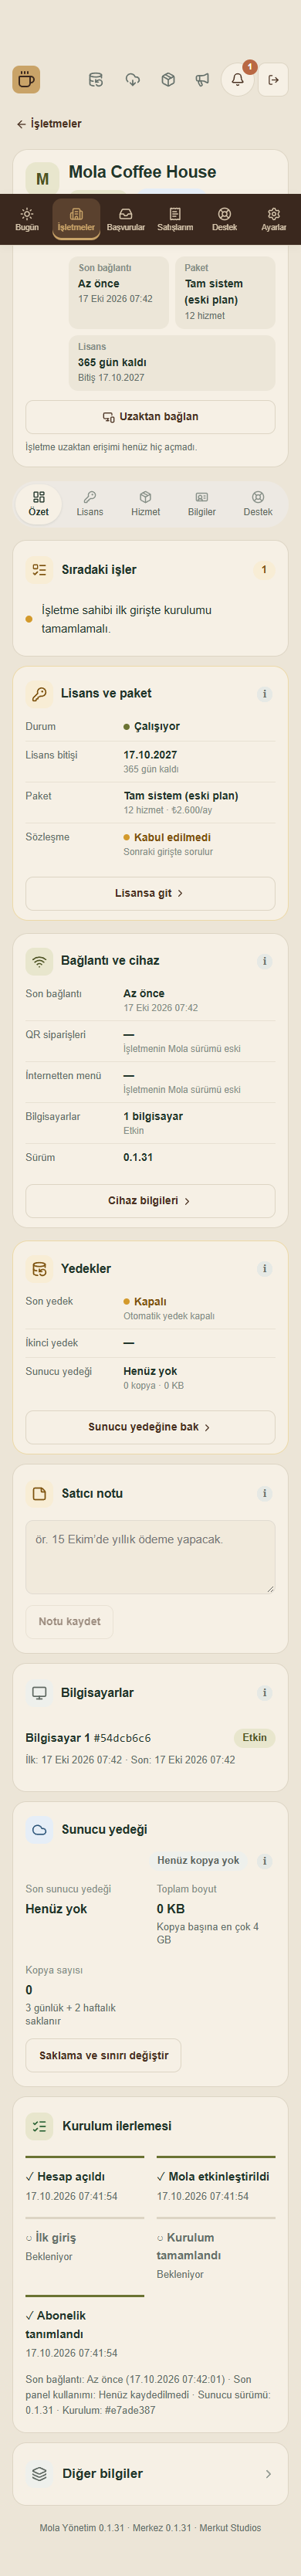 1
← İşletmeler
M
Mola Coffee House
Bugün
İşletmeler
Başvurular
Satışlarım
Destek
Ayarlar
Son bağlantı
Az önce
17 Eki 2026 07:42
Paket
Tam sistem
(eski plan)
12 hizmet
Lisans
365 gün kaldı
Bitiş 17.10.2027
Uzaktan bağlan
İşletme uzaktan erişimi henüz hiç açmadı.
Özet
Lisans
Hizmet
Bilgiler
Destek
Sıradaki işler
1
İşletme sahibi ilk girişte kurulumu
tamamlamalı.
Lisans ve paket
i
Durum
Çalışıyor
Lisans bitişi
17.10.2027
365 gün kaldı
Paket
Tam sistem (eski plan)
12 hizmet · ₺2.600/ay
Sözleşme
Kabul edilmedi
Sonraki girişte sorulur
Lisansa git
Bağlantı ve cihaz
i
Son bağlantı
Az önce
17 Eki 2026 07:42
QR siparişleri
—
İşletmenin Mola sürümü eski
İnternetten menü
—
İşletmenin Mola sürümü eski
Bilgisayarlar
1 bilgisayar
Etkin
Sürüm
0.1.31
Cihaz bilgileri
Yedekler
i
Son yedek
Kapalı
Otomatik yedek kapalı
İkinci yedek
—
Sunucu yedeği
Henüz yok
0 kopya · 0 KB
Sunucu yedeğine bak
Satıcı notu
i
ör. 15 Ekim'de yıllık ödeme yapacak.
Notu kaydet
Bilgisayarlar
i
Bilgisayar 1 #54dcb6c6
Etkin
İlk: 17 Eki 2026 07:42 · Son: 17 Eki 2026 07:42
Sunucu yedeği
Henüz kopya yok
i
Son sunucu yedeği
Henüz yok
Toplam boyut
0 KB
Kopya başına en çok 4
GB
Kopya sayısı
0
3 günlük + 2 haftalık
saklanır
Saklama ve sınırı değiştir
Kurulum ilerlemesi
✓ Hesap açıldı
17.10.2026 07:41:54
✓ Mola etkinleştirildi
17.10.2026 07:41:54
○ İlk giriş
Bekleniyor
○ Kurulum
tamamlandı
Bekleniyor
✓ Abonelik
tanımlandı
17.10.2026 07:41:54
Son bağlantı: Az önce (17.10.2026 07:42:01) · Son
panel kullanımı: Henüz kaydedilmedi · Sunucu sürümü:
0.1.31 · Kurulum: #e7ade387
Diğer bilgiler
Mola Yönetim 0.1.31 · Merkez 0.1.31 · Merkut Studios